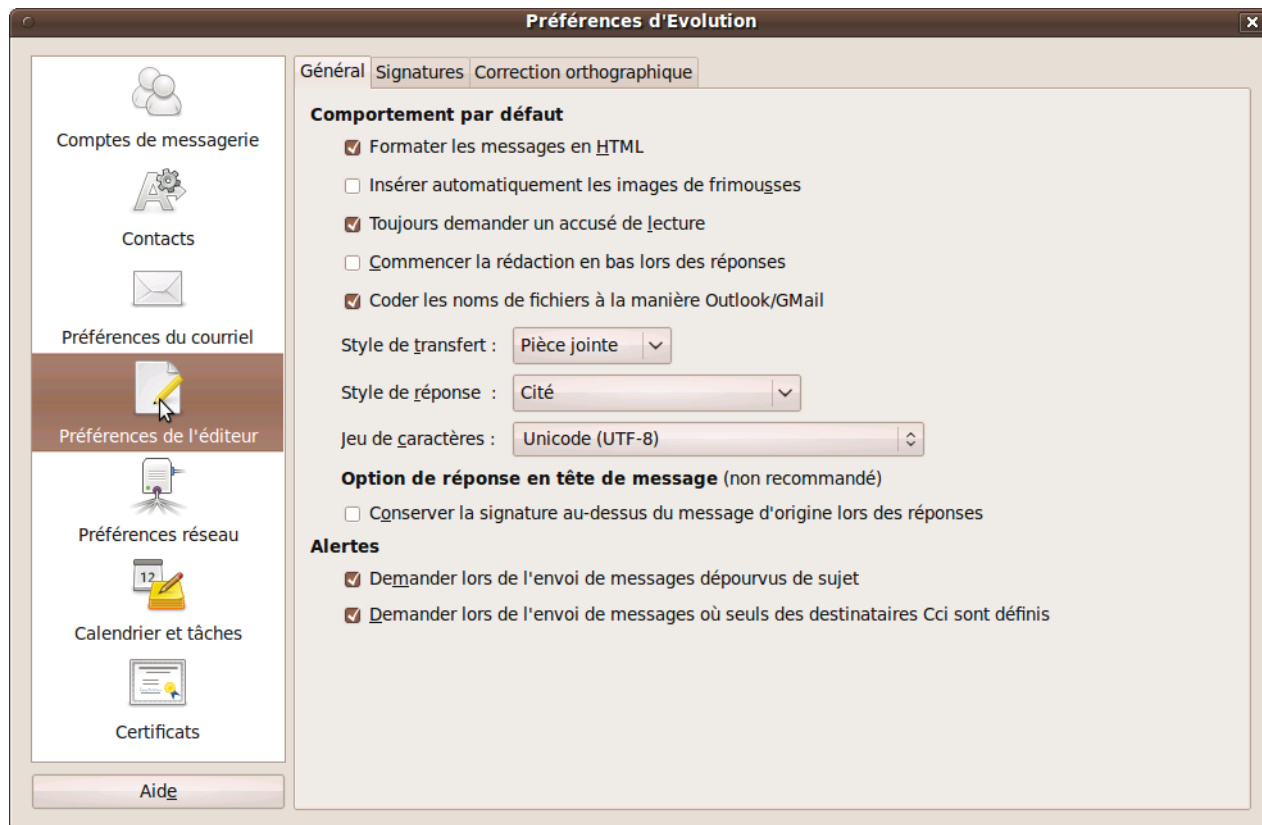 Préférences d'Evolution
Comptes de messagerie
Contacts
Préférences du courriel
Préférences de l'éditeur
Préférences réseau
12
Calendrier et tâches
Certificats
Aide
Général Signatures Correction orthographique
Comportement par défaut
Formater les messages en HTML
Insérer automatiquement les images de frimousses
Toujours demander un accusé de lecture
Commencer la rédaction en bas lors des réponses
Coder les noms de fichiers à la manière Outlook/GMail
Style de transfert : Pièce jointe
Style de réponse : Cité
Jeu de caractères : Unicode (UTF-8)
Option de réponse en tête de message (non recommandé)
Conserver la signature au-dessus du message d'origine lors des réponses
Alertes
Demander lors de l'envoi de messages dépourvus de sujet
Demander lors de l'envoi de messages où seuls des destinataires Cci sont définis